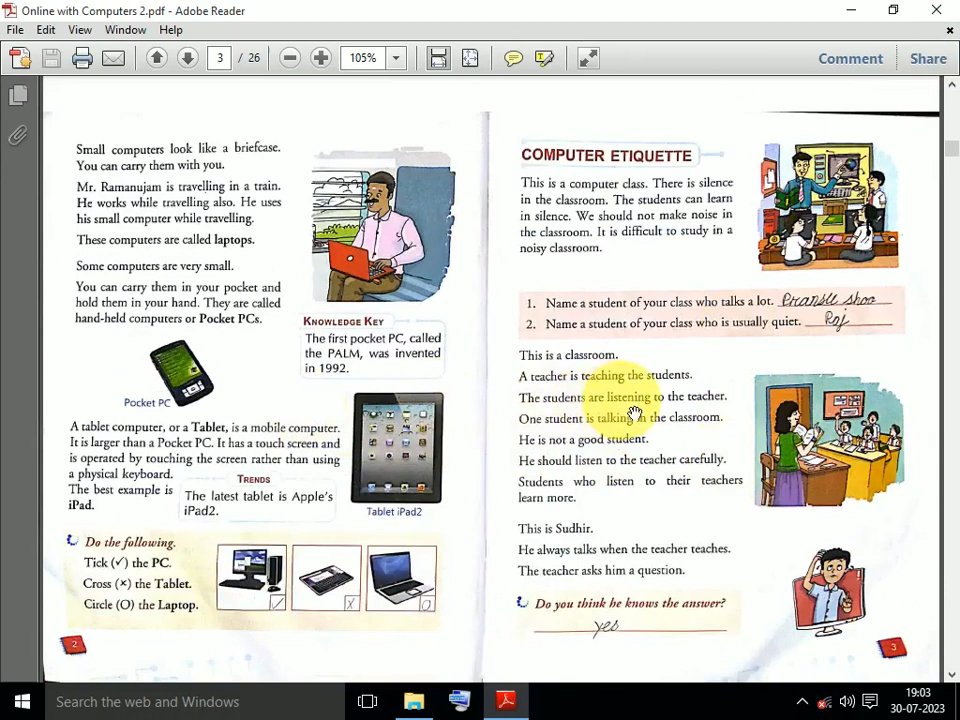 Online with Computers 2.pdf - Adobe Reader
File Edit View Window Help
3 / 26 105% Comment Share
Small computers look like a briefcase.
You can carry them with you.
Mr. Ramanujam is travelling in a train.
He works while travelling also. He uses
his small computer while travelling.
These computers are called laptops.
Some computers are very small.
You can carry them in your pocket and
hold them in your hand. They are called
hand-held computers or Pocket PCs.
KNOWLEDGE KEY
The first pocket PC, called
the PALM, was invented
in 1992.
Pocket PC
A tablet computer, or a Tablet, is a mobile computer.
It is larger than a Pocket PC. It has a touch screen and
is operated by touching the screen rather than using
a physical keyboard.
The best example is
iPad.
TRENDS
The latest tablet is Apple's
iPad2.
Tablet iPad2
Do the following.
Tick (✓) the PC.
Cross (×) the Tablet.
Circle (O) the Laptop.
✓ X O
2
COMPUTER ETIQUETTE
This is a computer class. There is silence
in the classroom. The students can learn
in silence. We should not make noise in
the classroom. It is difficult to study in a
noisy classroom.
1. Name a student of your class who talks a lot.
2. Name a student of your class who is usually quiet. Roj
This is a classroom.
A teacher is teaching the students.
The students are listening to the teacher.
One student is talking in the classroom.
He is not a good student.
He should listen to the teacher carefully.
Students who listen to their teachers
learn more.
This is Sudhir.
He always talks when the teacher teaches.
The teacher asks him a question.
Do you think he knows the answer?
yes
3
Search the web and Windows
19:03
30-07-2023